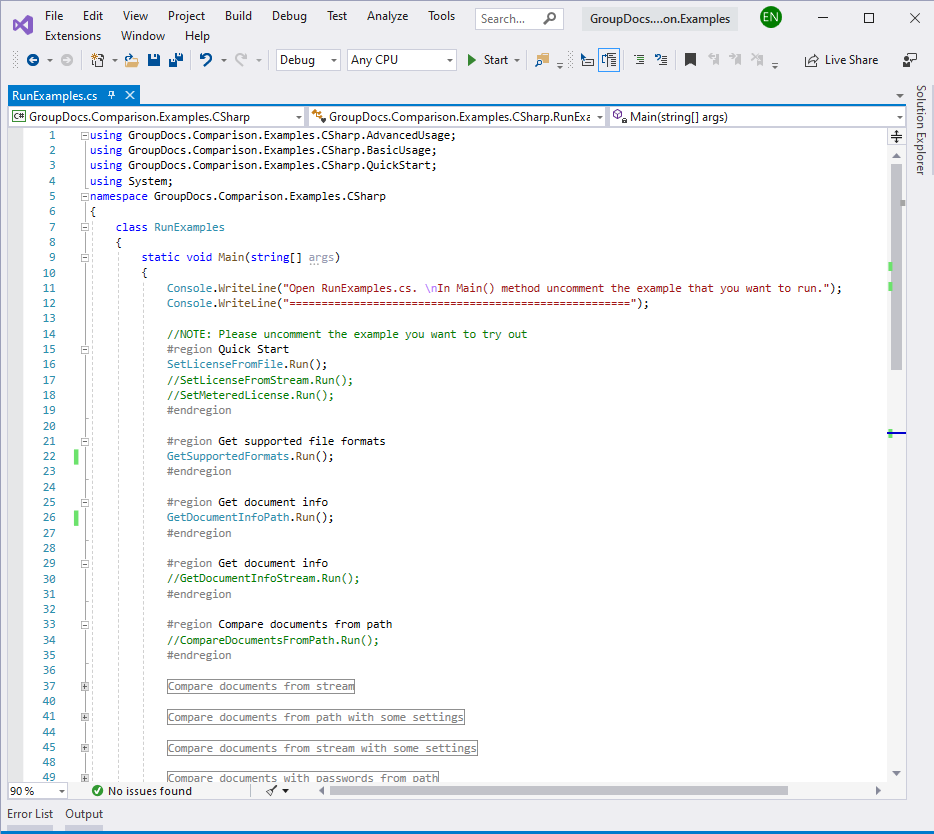 File Edit View Project Build Debug Test Analyze Tools Search... GroupDocs....on.Examples EN
Extensions Window Help
Debug Any CPU Start Live Share
RunExamples.cs
Solution Explorer
C# GroupDocs.Comparison.Examples.CSharp GroupDocs.Comparison.Examples.CSharp.RunExa Main(string[] args)
1 using GroupDocs.Comparison.Examples.CSharp.AdvancedUsage;
2 using GroupDocs.Comparison.Examples.CSharp.BasicUsage;
3 using GroupDocs.Comparison.Examples.CSharp.QuickStart;
4 using System;
5 namespace GroupDocs.Comparison.Examples.CSharp
6 {
7 class RunExamples
8 {
9 static void Main(string[] args)
10 {
11 Console.WriteLine("Open RunExamples.cs. \nIn Main() method uncomment the example that you want to run.");
12 Console.WriteLine("=====================================================");
13
14 //NOTE: Please uncomment the example you want to try out
15 #region Quick Start
16 SetLicenseFromFile.Run();
17 //SetLicenseFromStream.Run();
18 //SetMeteredLicense.Run();
19 #endregion
20
21 #region Get supported file formats
22 GetSupportedFormats.Run();
23 #endregion
24
25 #region Get document info
26 GetDocumentInfoPath.Run();
27 #endregion
28
29 #region Get document info
30 //GetDocumentInfoStream.Run();
31 #endregion
32
33 #region Compare documents from path
34 //CompareDocumentsFromPath.Run();
35 #endregion
36
37 Compare documents from stream
40
41 Compare documents from path with some settings
44
45 Compare documents from stream with some settings
48
49 Compare documents with passwords from path
90 % No issues found
Error List Output